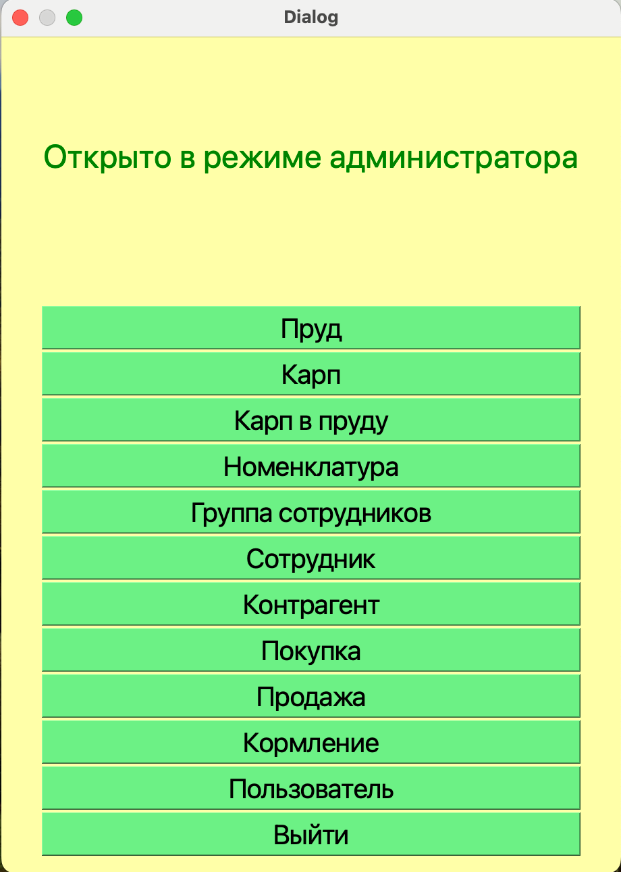 Dialog
Открыто в режиме администратора
Пруд
Карп
Карп в пруду
Номенклатура
Группа сотрудников
Сотрудник
Контрагент
Покупка
Продажа
Кормление
Пользователь
Выйти